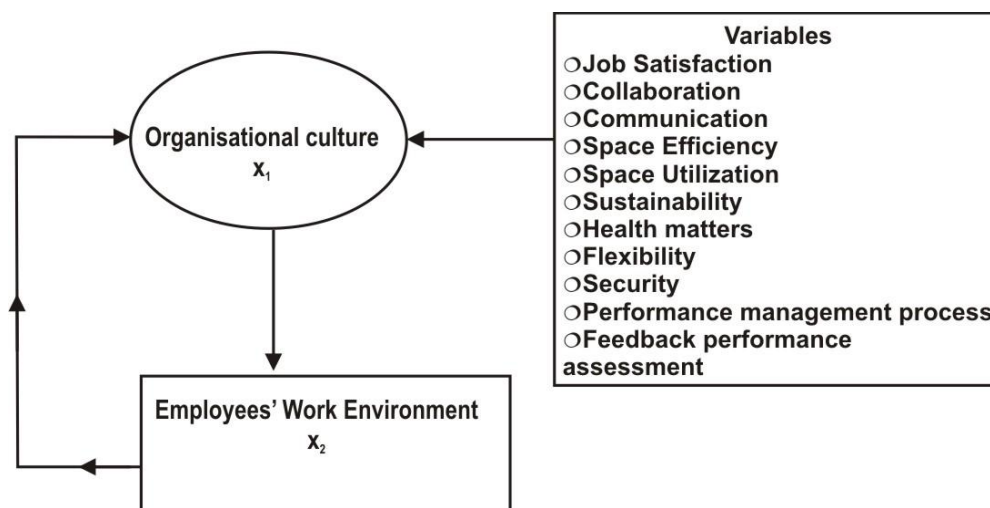 Organisational culture
x₁
Employees’ Work Environment
x₂
Variables
❍Job Satisfaction
❍Collaboration
❍Communication
❍Space Efficiency
❍Space Utilization
❍Sustainability
❍Health matters
❍Flexibility
❍Security
❍Performance management process
❍Feedback performance
assessment